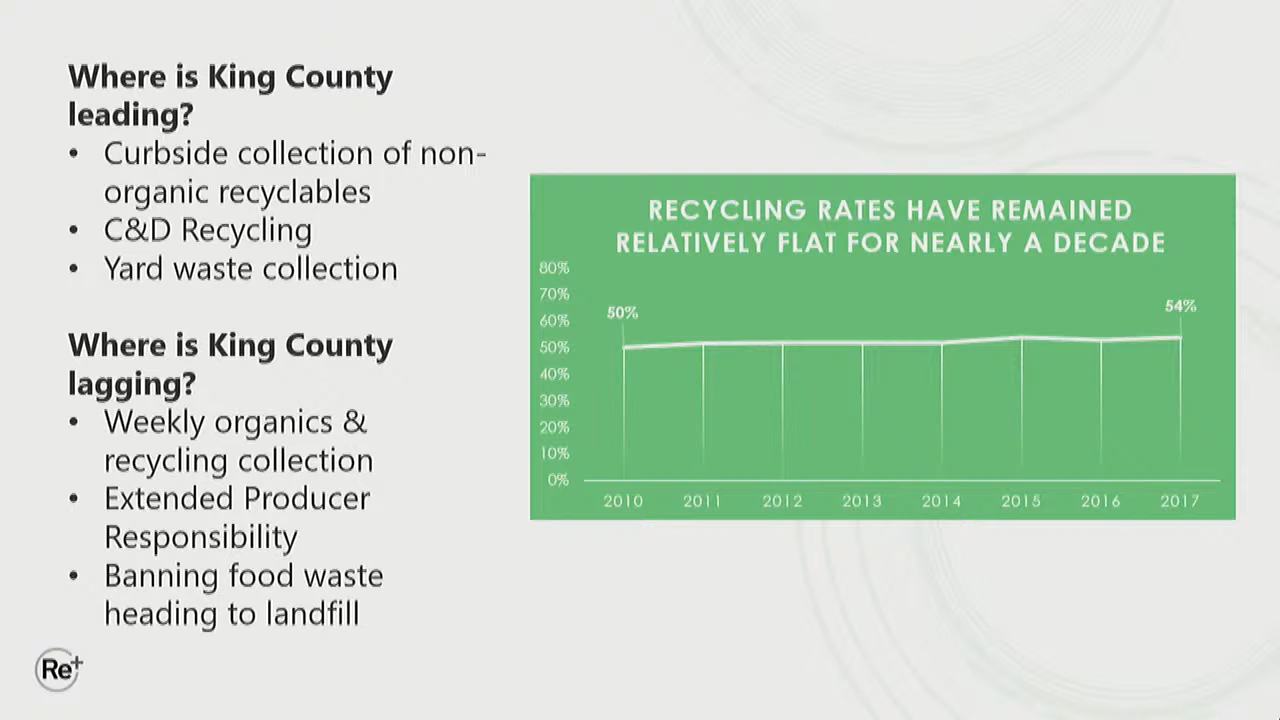 Where is King County
leading?
• Curbside collection of non-
organic recyclables
• C&D Recycling
• Yard waste collection
Where is King County
lagging?
• Weekly organics &
recycling collection
• Extended Producer
Responsibility
• Banning food waste
heading to landfill
Re+
RECYCLING RATES HAVE REMAINED
RELATIVELY FLAT FOR NEARLY A DECADE
80%
70%
60%
50%
40%
30%
20%
10%
0%
50%
54%
2010 2011 2012 2013 2014 2015 2016 2017